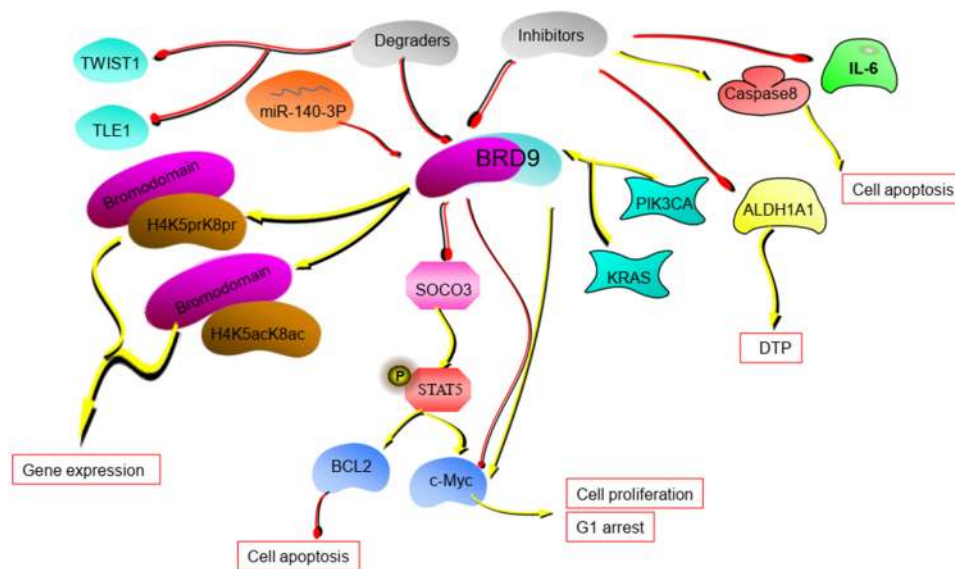 Degraders
Inhibitors
TWIST1
IL-6
Caspase8
miR-140-3P
TLE1
BRD9
Bromodomain
Cell apoptosis
PIK3CA
ALDH1A1
H4K5prK8pr
KRAS
SOCO3
Bromodomain
H4K5acK8ac
DTP
P
STAT5
Gene expression
BCL2
c-Myc
Cell proliferation
G1 arrest
Cell apoptosis